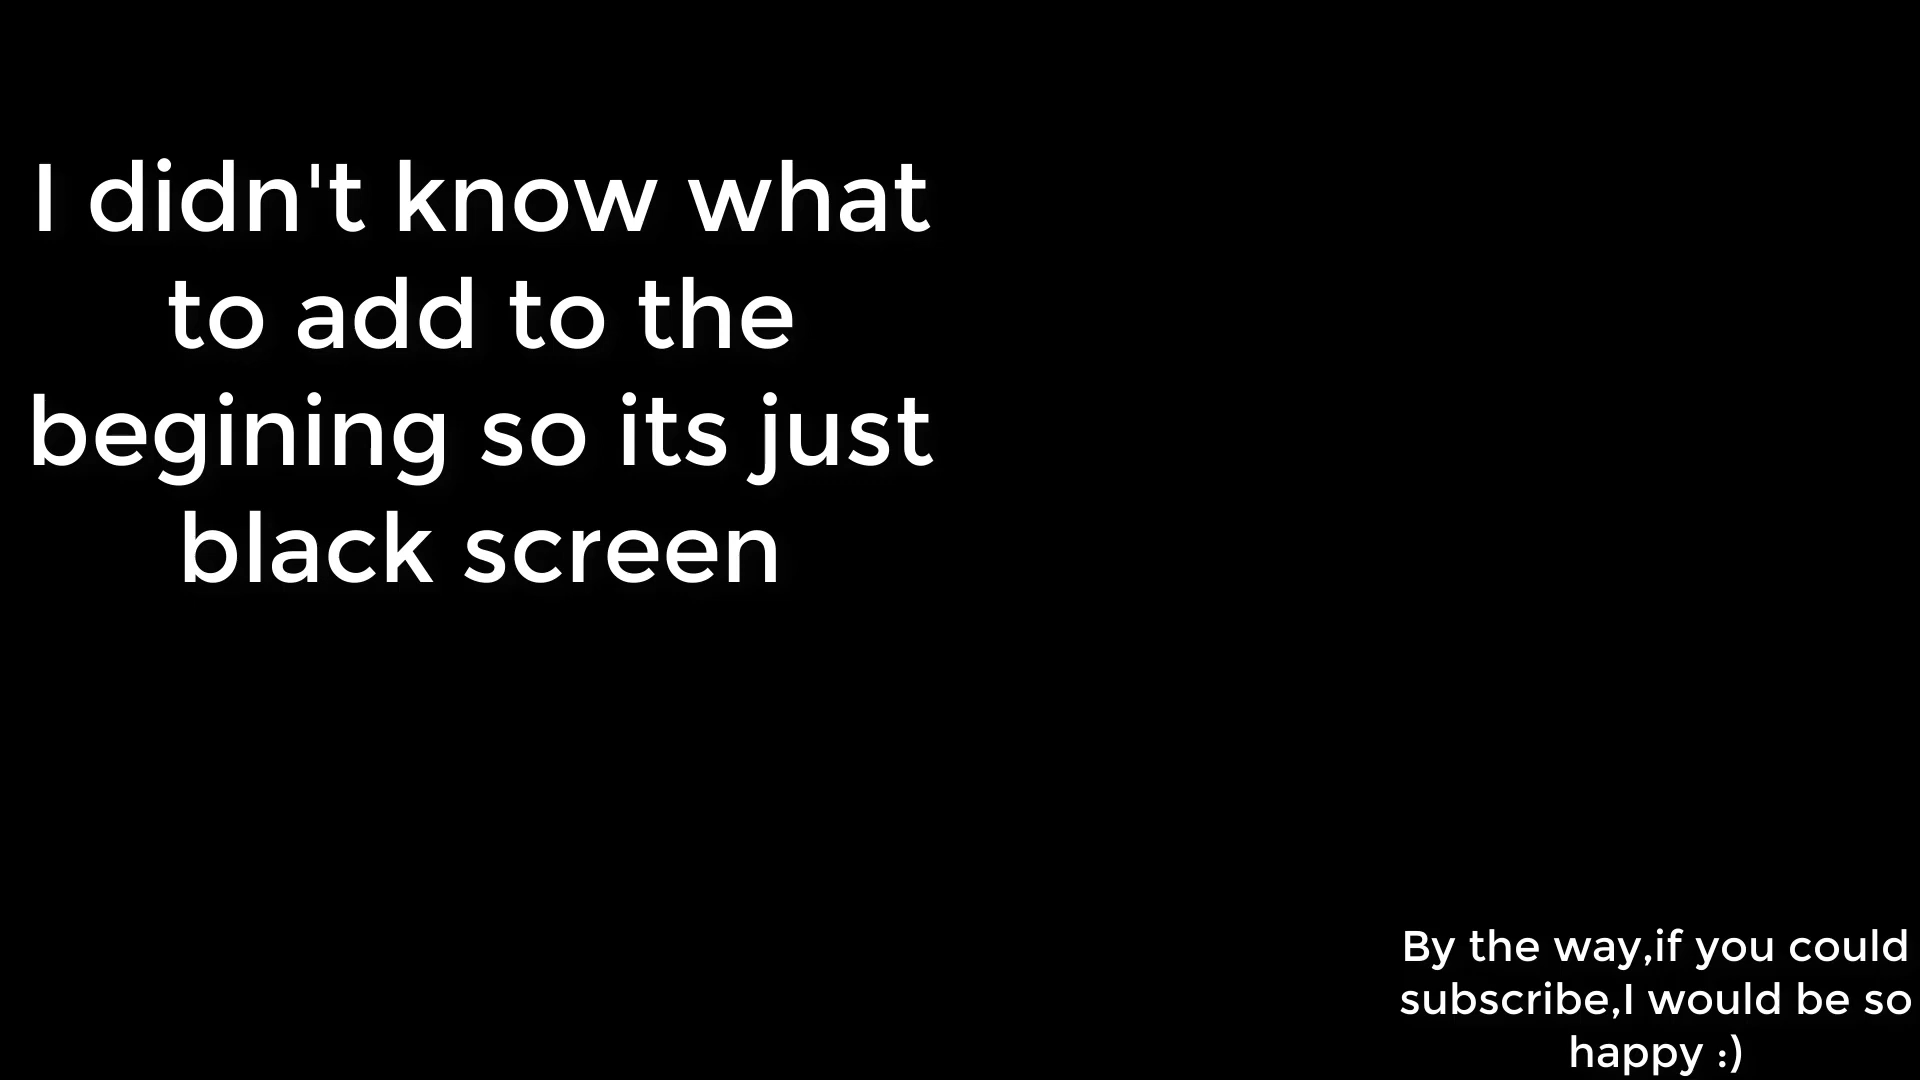 I didn't know what
to add to the
begining so its just
black screen
By the way,if you could
subscribe,I would be so
happy :)